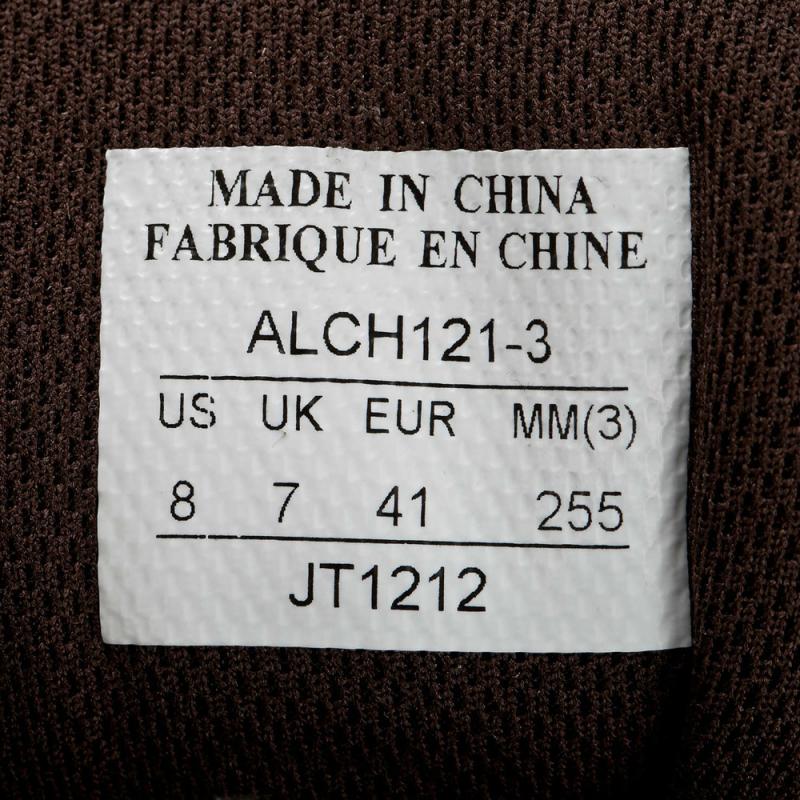 MADE IN CHINA
FABRIQUE EN CHINE
ALCH121-3
US UK EUR MM(3)
8 7 41 255
JT1212